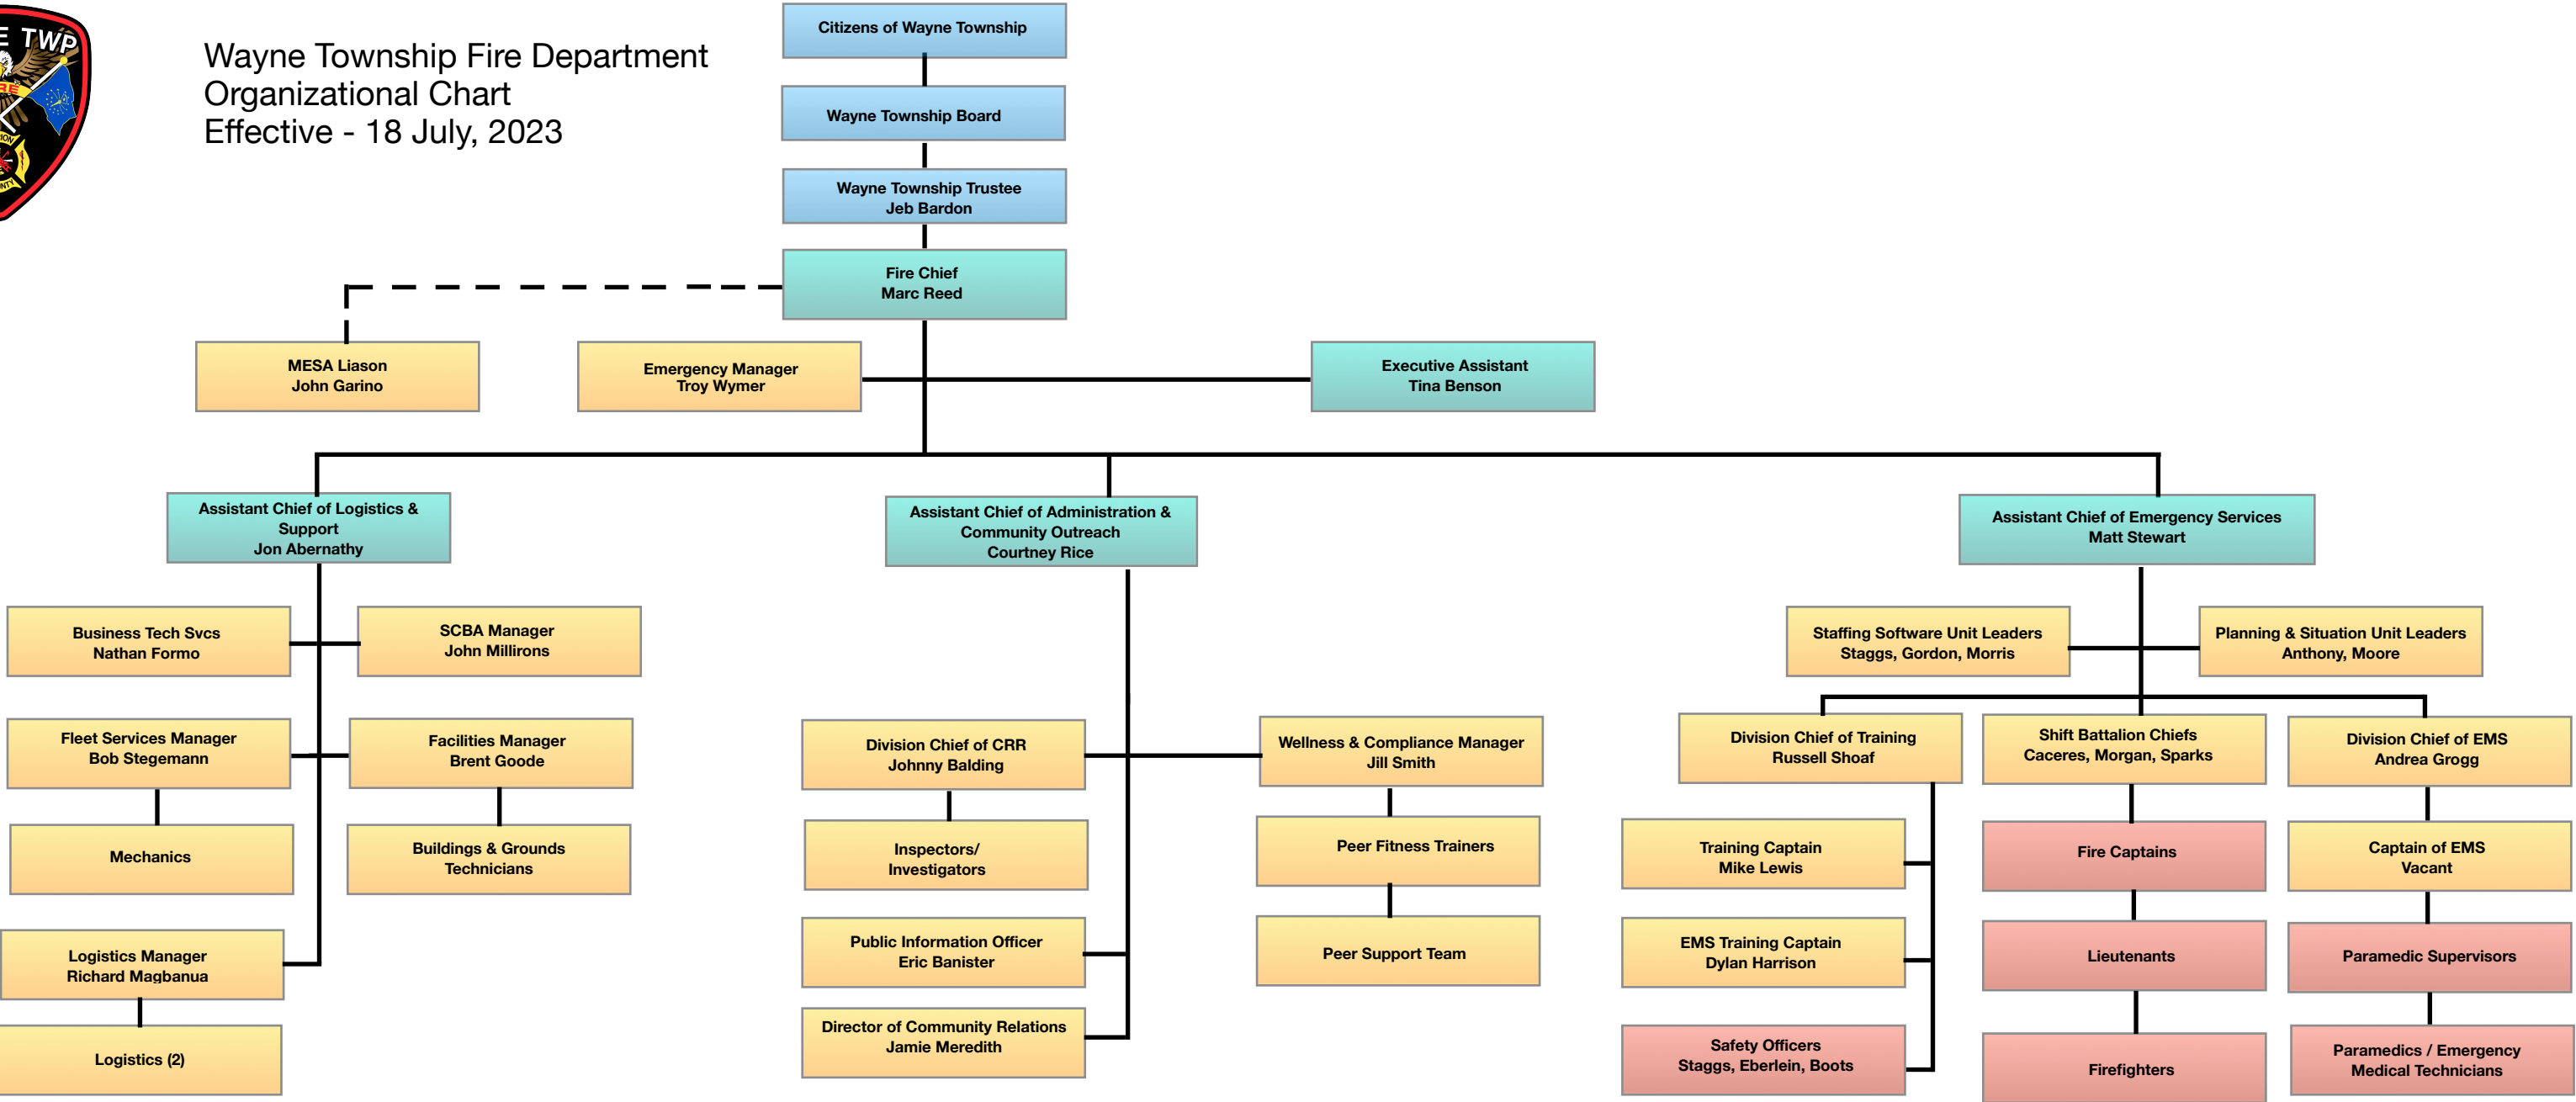 E TWP
Wayne Township Fire Department
Organizational Chart
Effective - 18 July, 2023
Citizens of Wayne Township
Wayne Township Board
Wayne Township Trustee
Jeb Bardon
Fire Chief
Marc Reed
MESA Liason
John Garino
Emergency Manager
Troy Wymer
Executive Assistant
Tina Benson
Assistant Chief of Logistics &
Support
Jon Abernathy
Assistant Chief of Administration &
Community Outreach
Courtney Rice
Assistant Chief of Emergency Services
Matt Stewart
Business Tech Svcs
Nathan Formo
SCBA Manager
John Millirons
Staffing Software Unit Leaders
Staggs, Gordon, Morris
Planning & Situation Unit Leaders
Anthony, Moore
Fleet Services Manager
Bob Stegemann
Facilities Manager
Brent Goode
Division Chief of CRR
Johnny Balding
Wellness & Compliance Manager
Jill Smith
Division Chief of Training
Russell Shoaf
Shift Battalion Chiefs
Caceres, Morgan, Sparks
Division Chief of EMS
Andrea Grogg
Mechanics
Buildings & Grounds
Technicians
Inspectors/
Investigators
Peer Fitness Trainers
Training Captain
Mike Lewis
Fire Captains
Captain of EMS
Vacant
Logistics Manager
Richard Magbanua
Public Information Officer
Eric Banister
Peer Support Team
EMS Training Captain
Dylan Harrison
Lieutenants
Paramedic Supervisors
Logistics (2)
Director of Community Relations
Jamie Meredith
Safety Officers
Staggs, Eberlein, Boots
Firefighters
Paramedics / Emergency
Medical Technicians